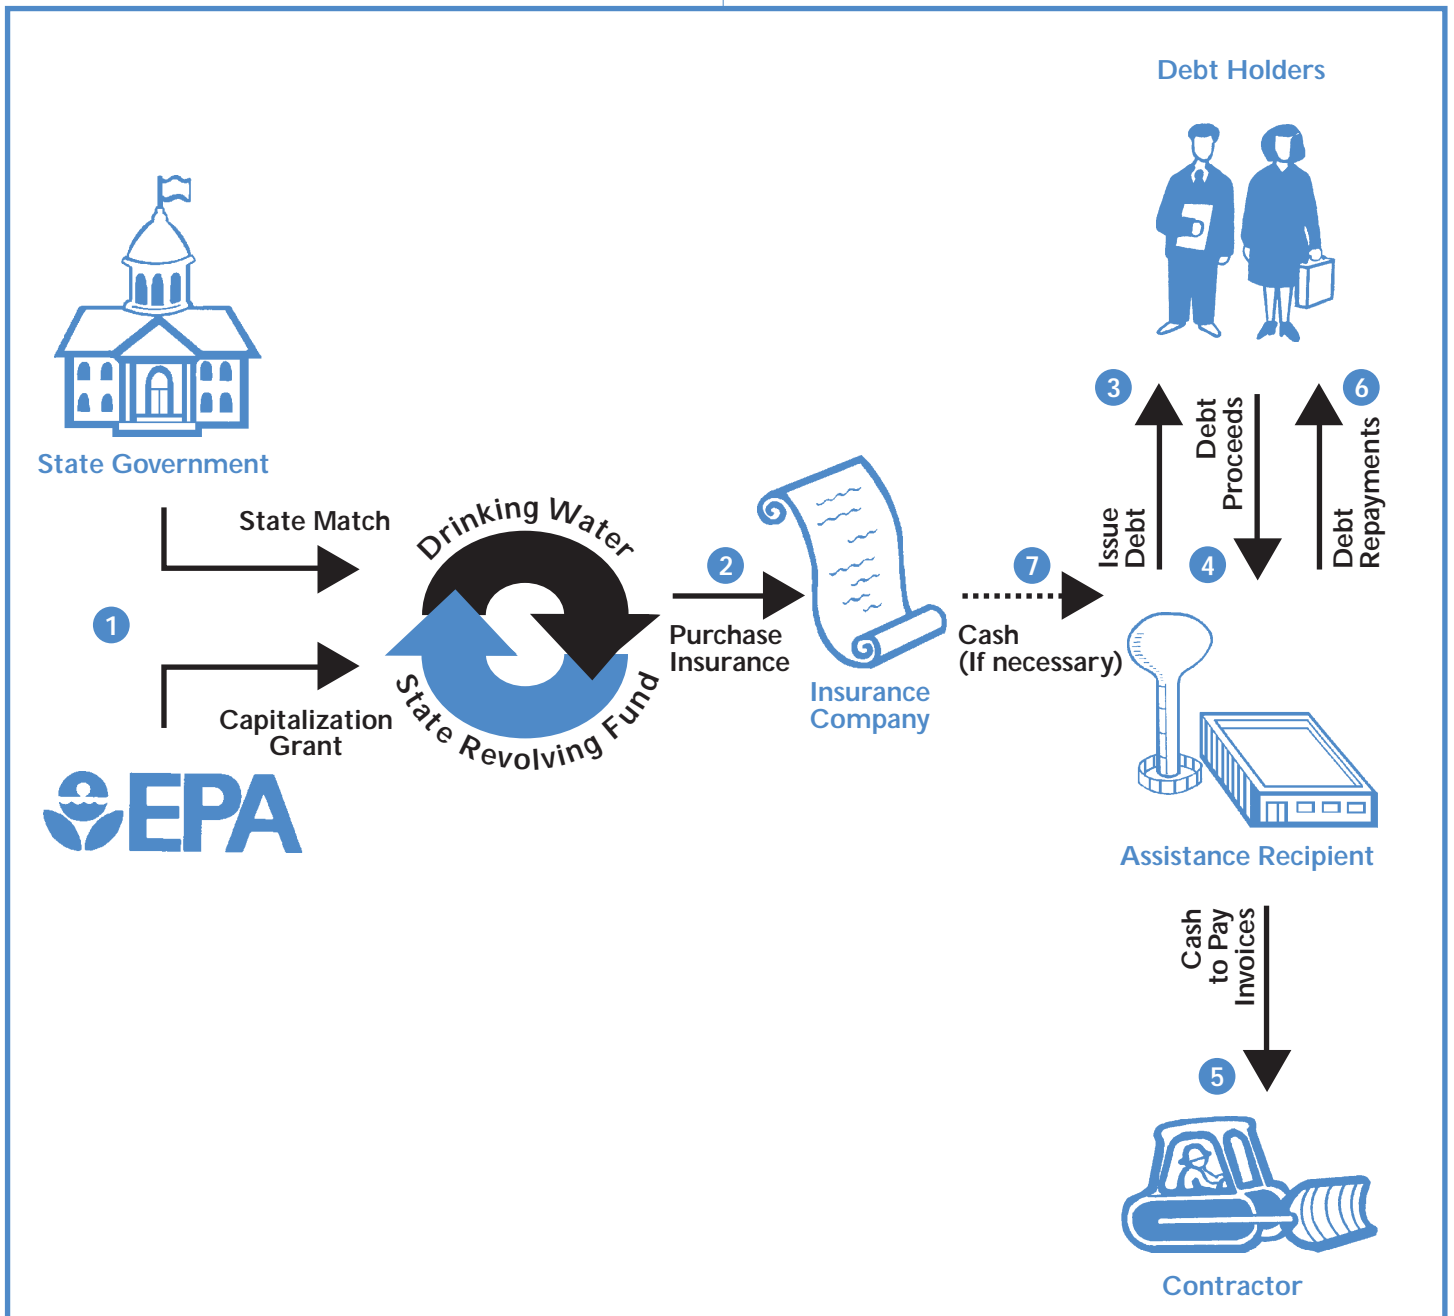 Debt Holders
State Government
State Match
1
Capitalization
Grant
EPA
Drinking Water
State Revolving Fund
2
Purchase
Insurance
Insurance
Company
7
Cash
(If necessary)
3
Issue
Debt
Debt
Proceeds
4
6
Debt
Repayments
Assistance Recipient
Cash
to Pay
Invoices
5
Contractor